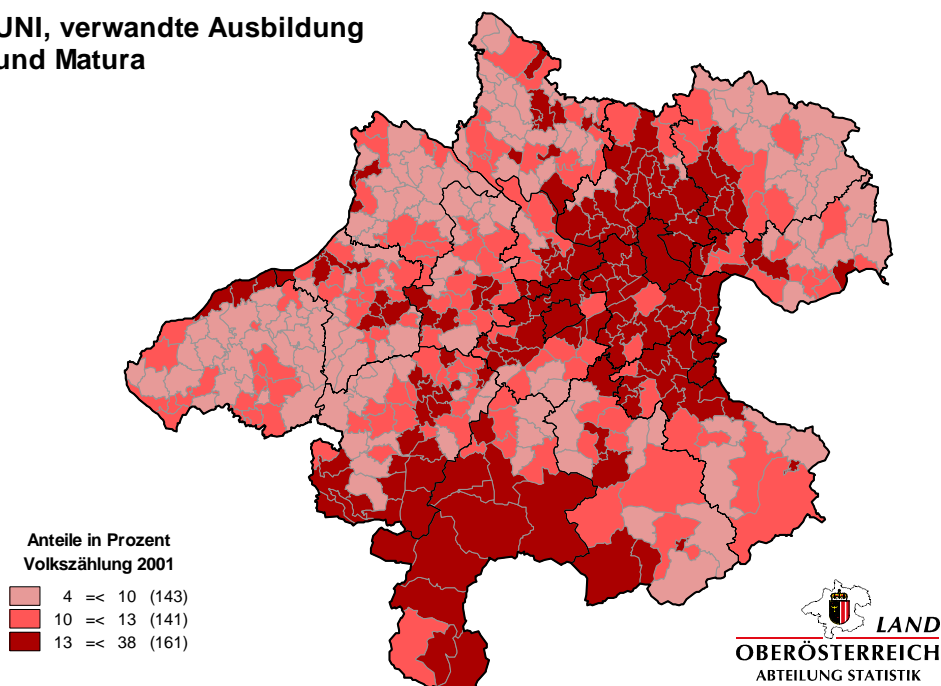 UNI, verwandte Ausbildung
und Matura
Anteile in Prozent
Volkszählung 2001
4 =< 10 (143)
10 =< 13 (141)
13 =< 38 (161)
LAND
OBERÖSTERREICH
ABTEILUNG STATISTIK